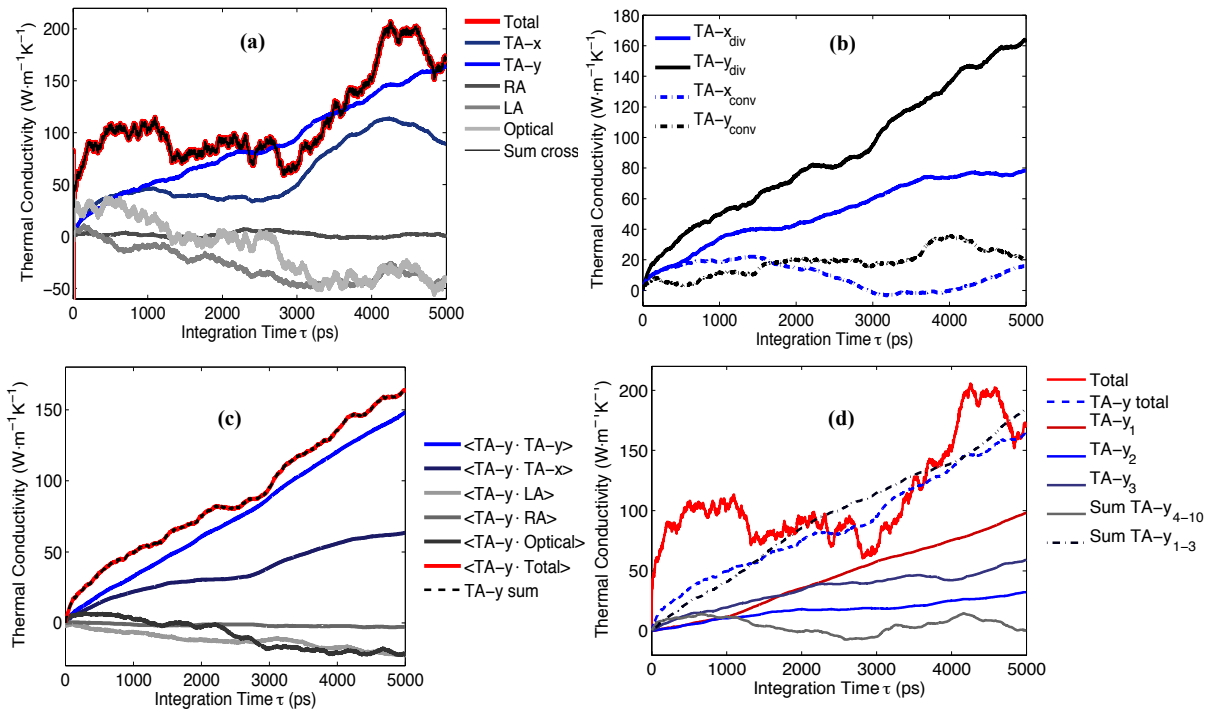 (a)
Thermal Conductivity (W·m⁻¹K⁻¹)
200
150
100
50
0
−50
0 1000 2000 3000 4000 5000
Integration Time τ (ps)
Total
TA−x
TA−y
RA
LA
Optical
Sum cross
(b)
Thermal Conductivity (W·m⁻¹K⁻¹)
180
160
140
120
100
80
60
40
20
0
0 1000 2000 3000 4000 5000
Integration Time τ (ps)
TA−x_div
TA−y_div
TA−x_conv
TA−y_conv
(c)
Thermal Conductivity (W·m⁻¹K⁻¹)
150
100
50
0
0 1000 2000 3000 4000 5000
Integration Time τ (ps)
<TA−y · TA−y>
<TA−y · TA−x>
<TA−y · LA>
<TA−y · RA>
<TA−y · Optical>
<TA−y · Total>
TA−y sum
(d)
Thermal Conductivity (W·m⁻¹K⁻¹)
200
150
100
50
0
0 1000 2000 3000 4000 5000
Integration Time τ (ps)
Total
TA−y total
TA−y₁
TA−y₂
TA−y₃
Sum TA−y₄₋₁₀
Sum TA−y₁₋₃